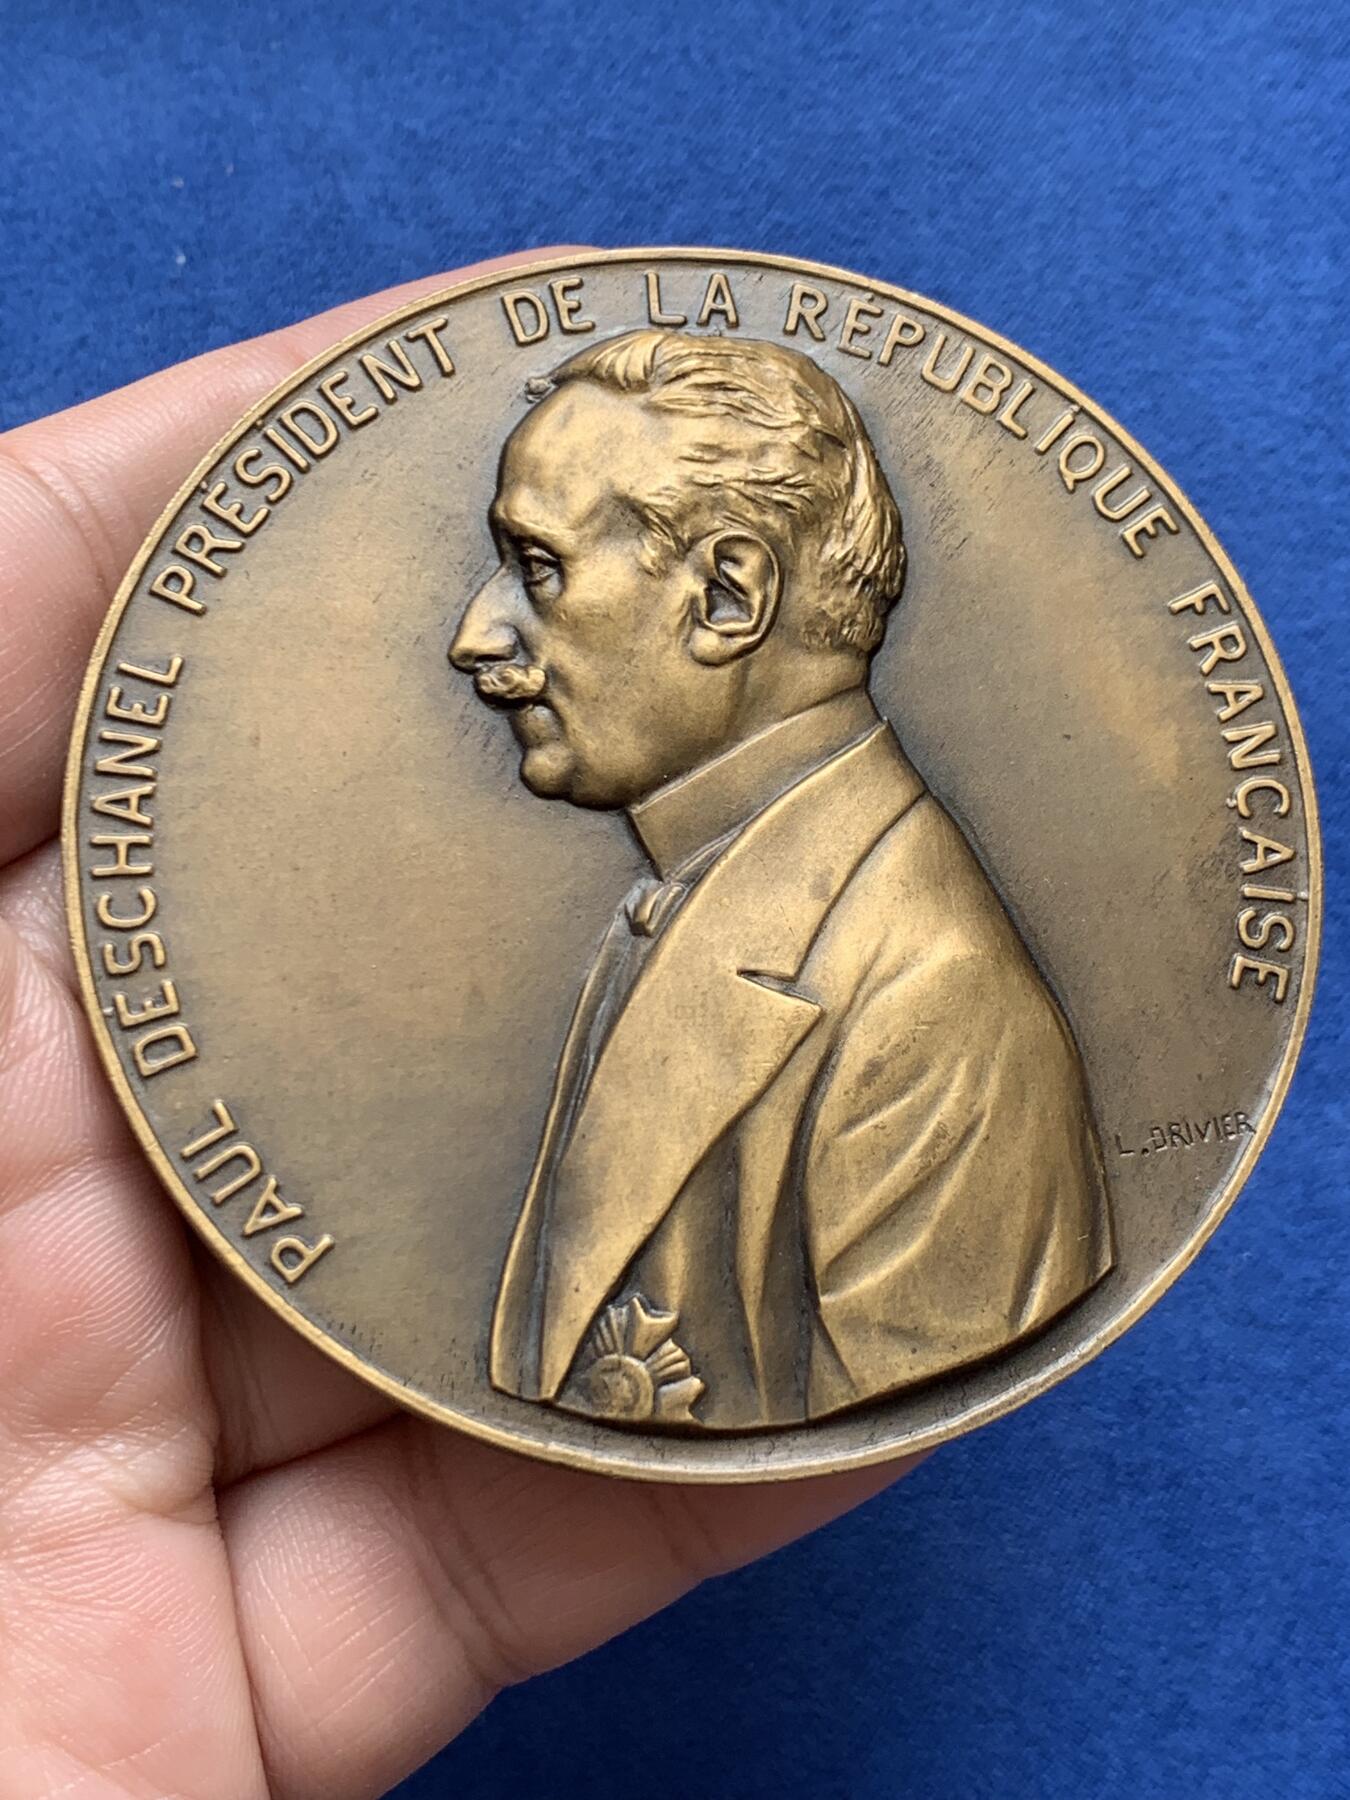 PAUL DESCHANEL PRÉSIDENT DE LA RÉPUBLIQUE FRANÇAISE
L. DRIVIER